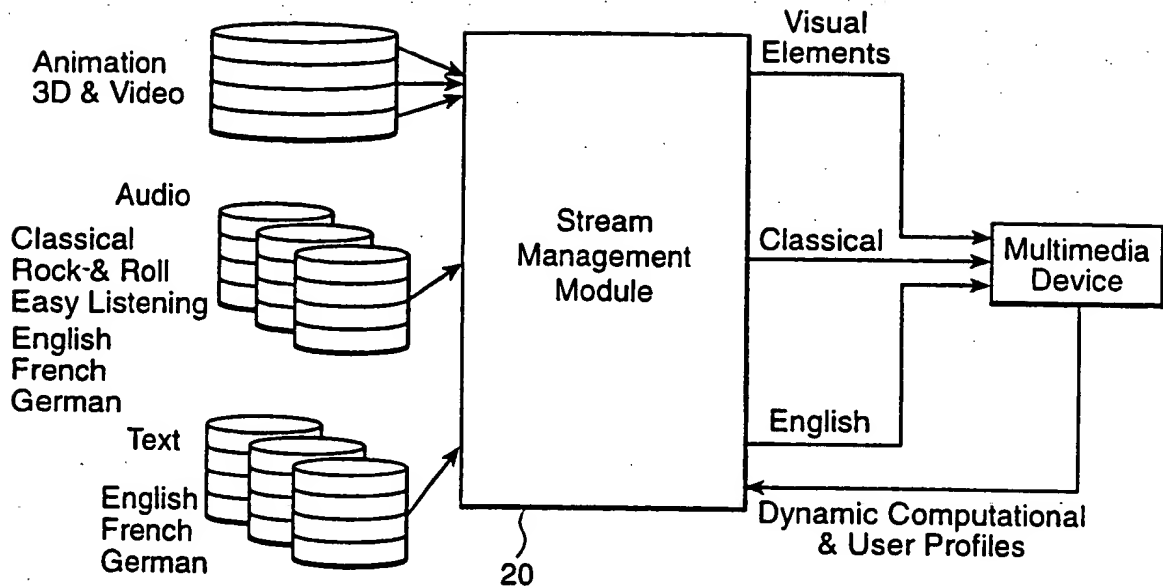 Animation
3D & Video
Audio
Classical
Rock-& Roll
Easy Listening
English
French
German
Text
English
French
German
Stream
Management
Module
20
Visual
Elements
Classical
English
Multimedia
Device
Dynamic Computational
& User Profiles